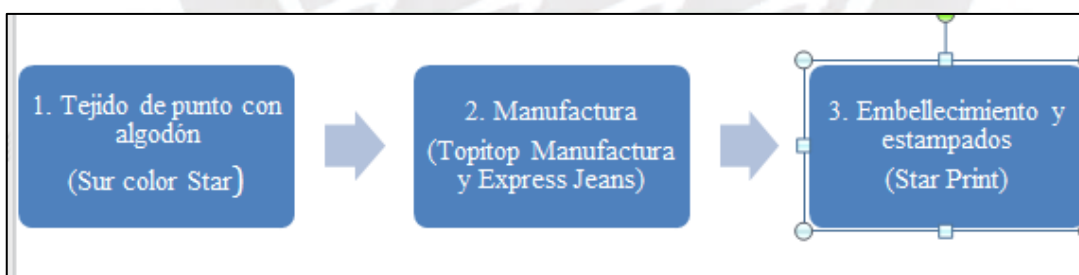 1. Tejido de punto con
algodón
(Sur color Star)
2. Manufactura
(Topitop Manufactura
y Express Jeans)
3. Embellecimiento y
estampados
(Star Print)